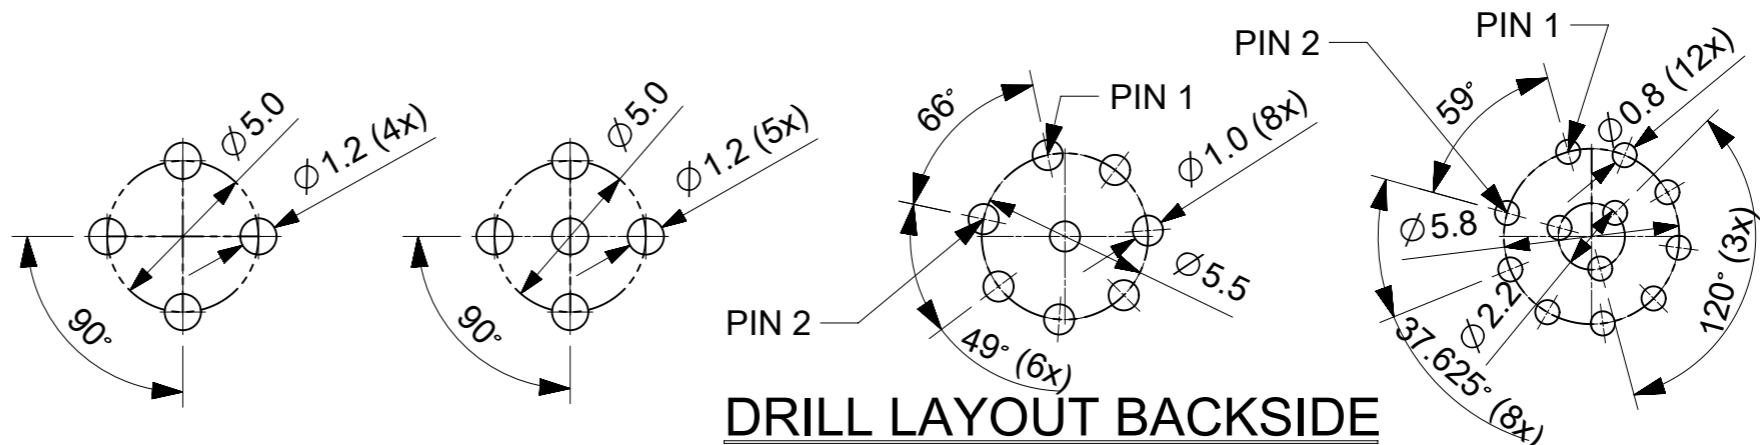 ∅5.0
∅1.2 (4x)
90°
∅5.0
∅1.2 (5x)
90°
66°
PIN 1
∅1.0 (8x)
∅5.5
PIN 2
49° (6x)
PIN 2
PIN 1
59°
∅0.8 (12x)
∅5.8
∅2.2
120° (3x)
37.625° (8x)
DRILL LAYOUT BACKSIDE